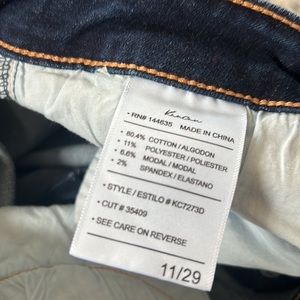 KanCan
• RN# 144635 MADE IN CHINA
• 80.4% COTTON / ALGODON
11% POLYESTER / POLIESTER
6.6% MODAL / MODAL
2% SPANDEX / ELASTANO
• STYLE / ESTILO # KC7273D
• CUT # 35409
• SEE CARE ON REVERSE
11/29